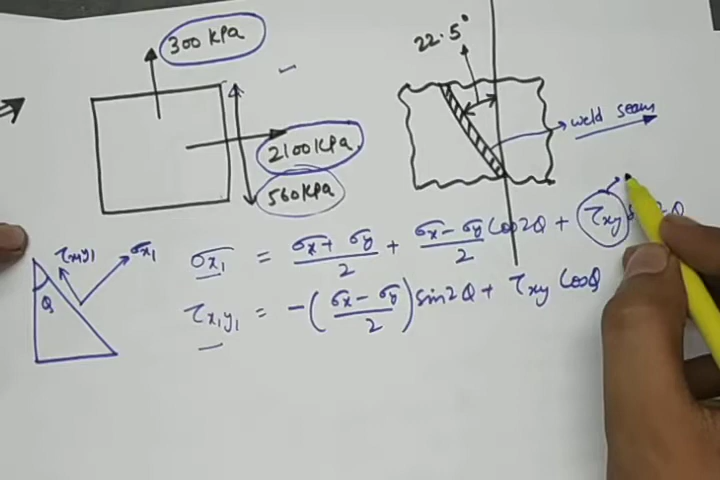 300 kPa
22.5°
2100 kPa
560 kPa
weld seam
τx1y1
σx1
θ
σx1 = σx + σy / 2 + σx - σy / 2 cos2θ + τxy
τx1y1 = -(σx - σy / 2) sin2θ + τxy cosθ